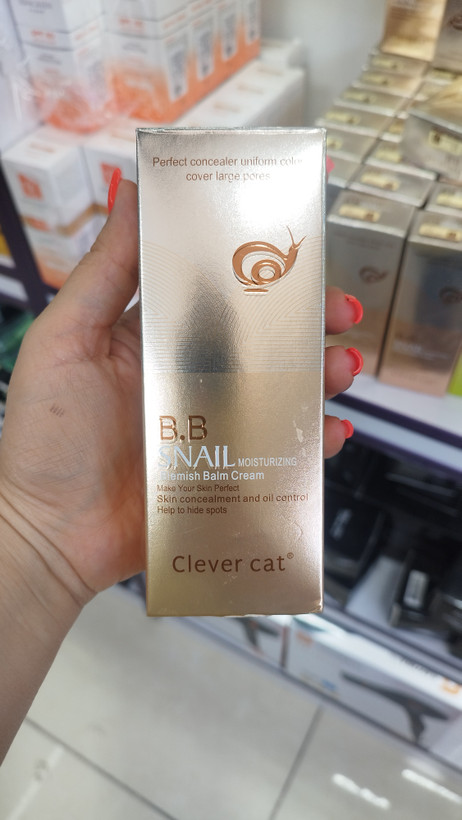 Perfect concealer uniform color
cover large pores
B.B
SNAIL MOISTURIZING
Blemish Balm Cream
Make Your Skin Perfect
Skin concealment and oil control
Help to hide spots
Clever cat®